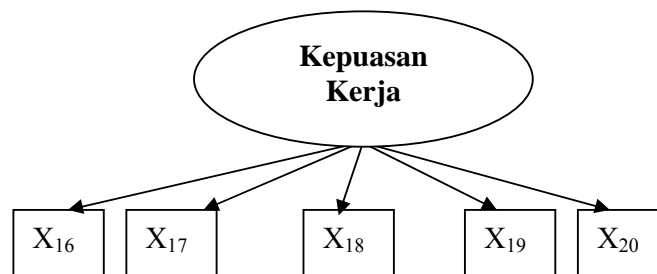 Kepuasan
Kerja
X₁₆ X₁₇ X₁₈ X₁₉ X₂₀